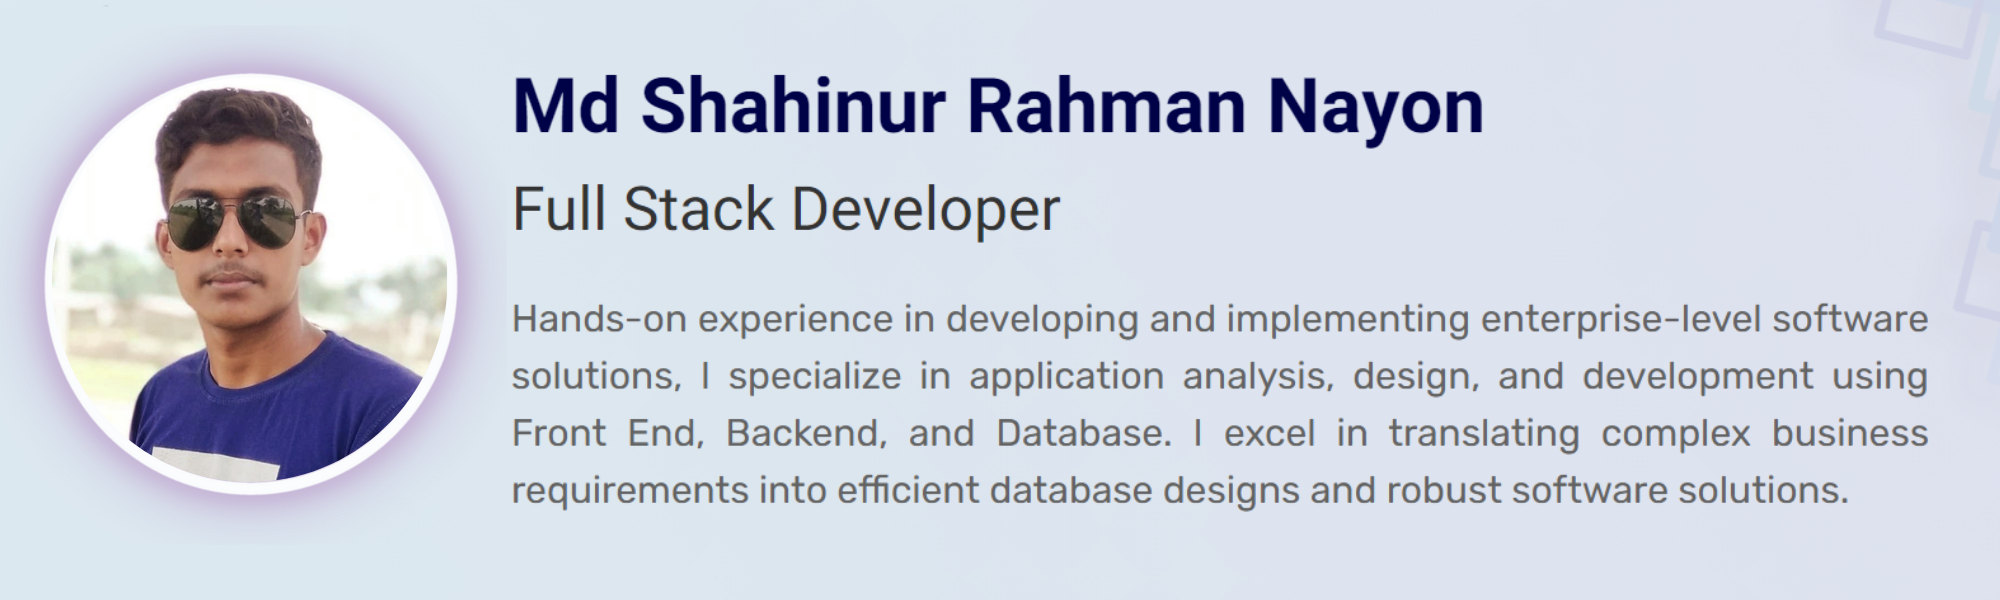 Md Shahinur Rahman Nayon
Full Stack Developer
Hands-on experience in developing and implementing enterprise-level software
solutions, I specialize in application analysis, design, and development using
Front End, Backend, and Database. I excel in translating complex business
requirements into efficient database designs and robust software solutions.